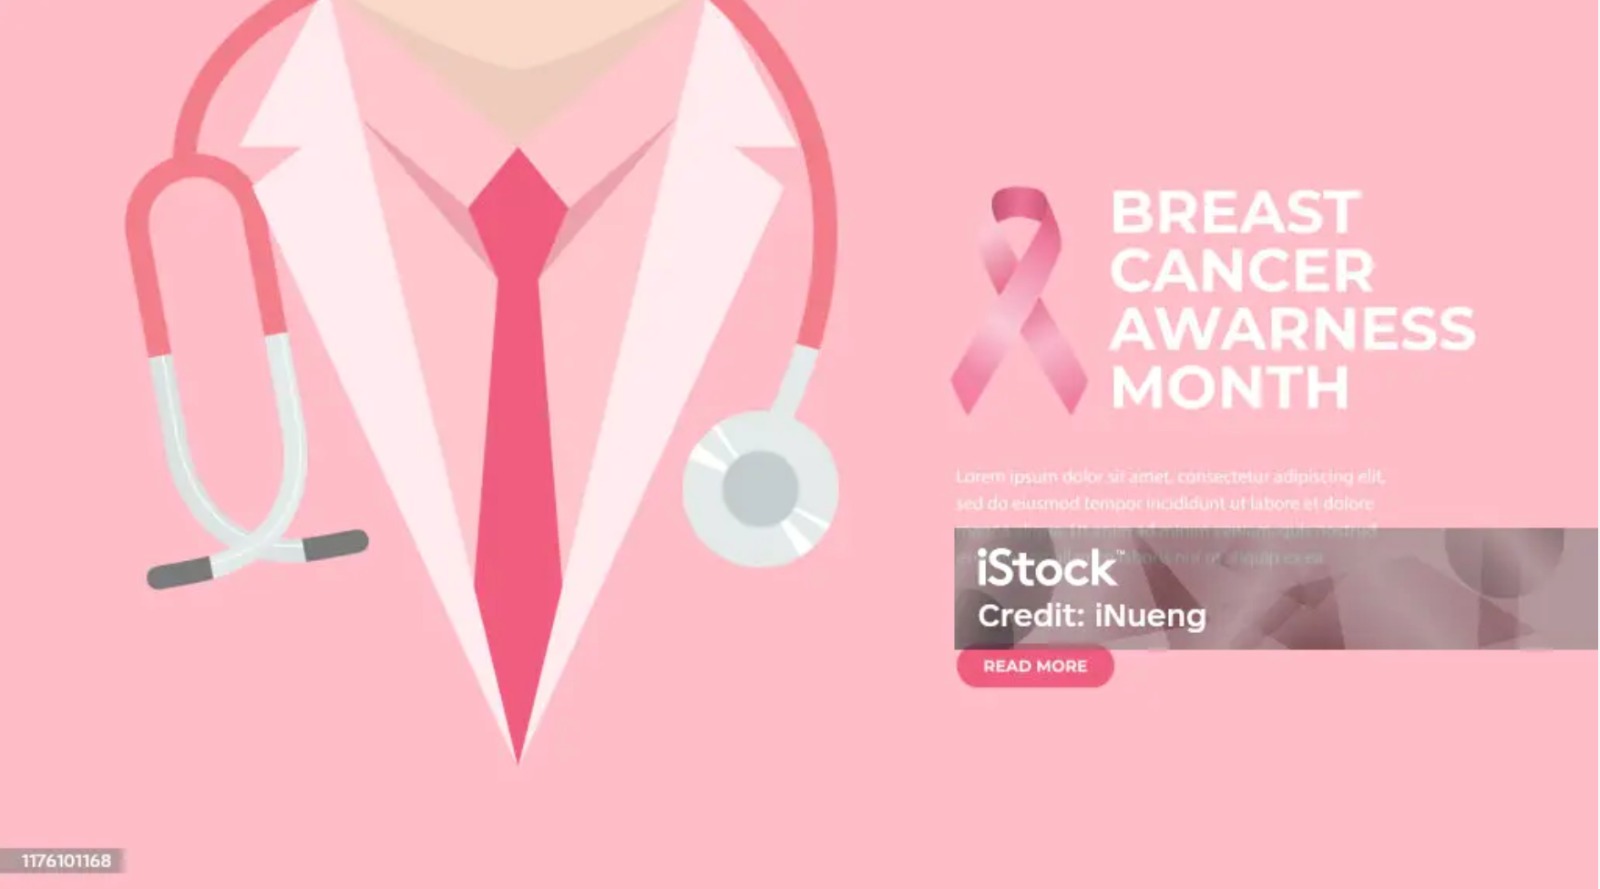 BREAST
CANCER
AWARNESS
MONTH
Lorem ipsum dolor sit amet, consectetur adipiscing elit,
sed do eiusmod tempor incididunt ut labore et dolore
iStock™
Credit: iNueng
READ MORE
1176101168